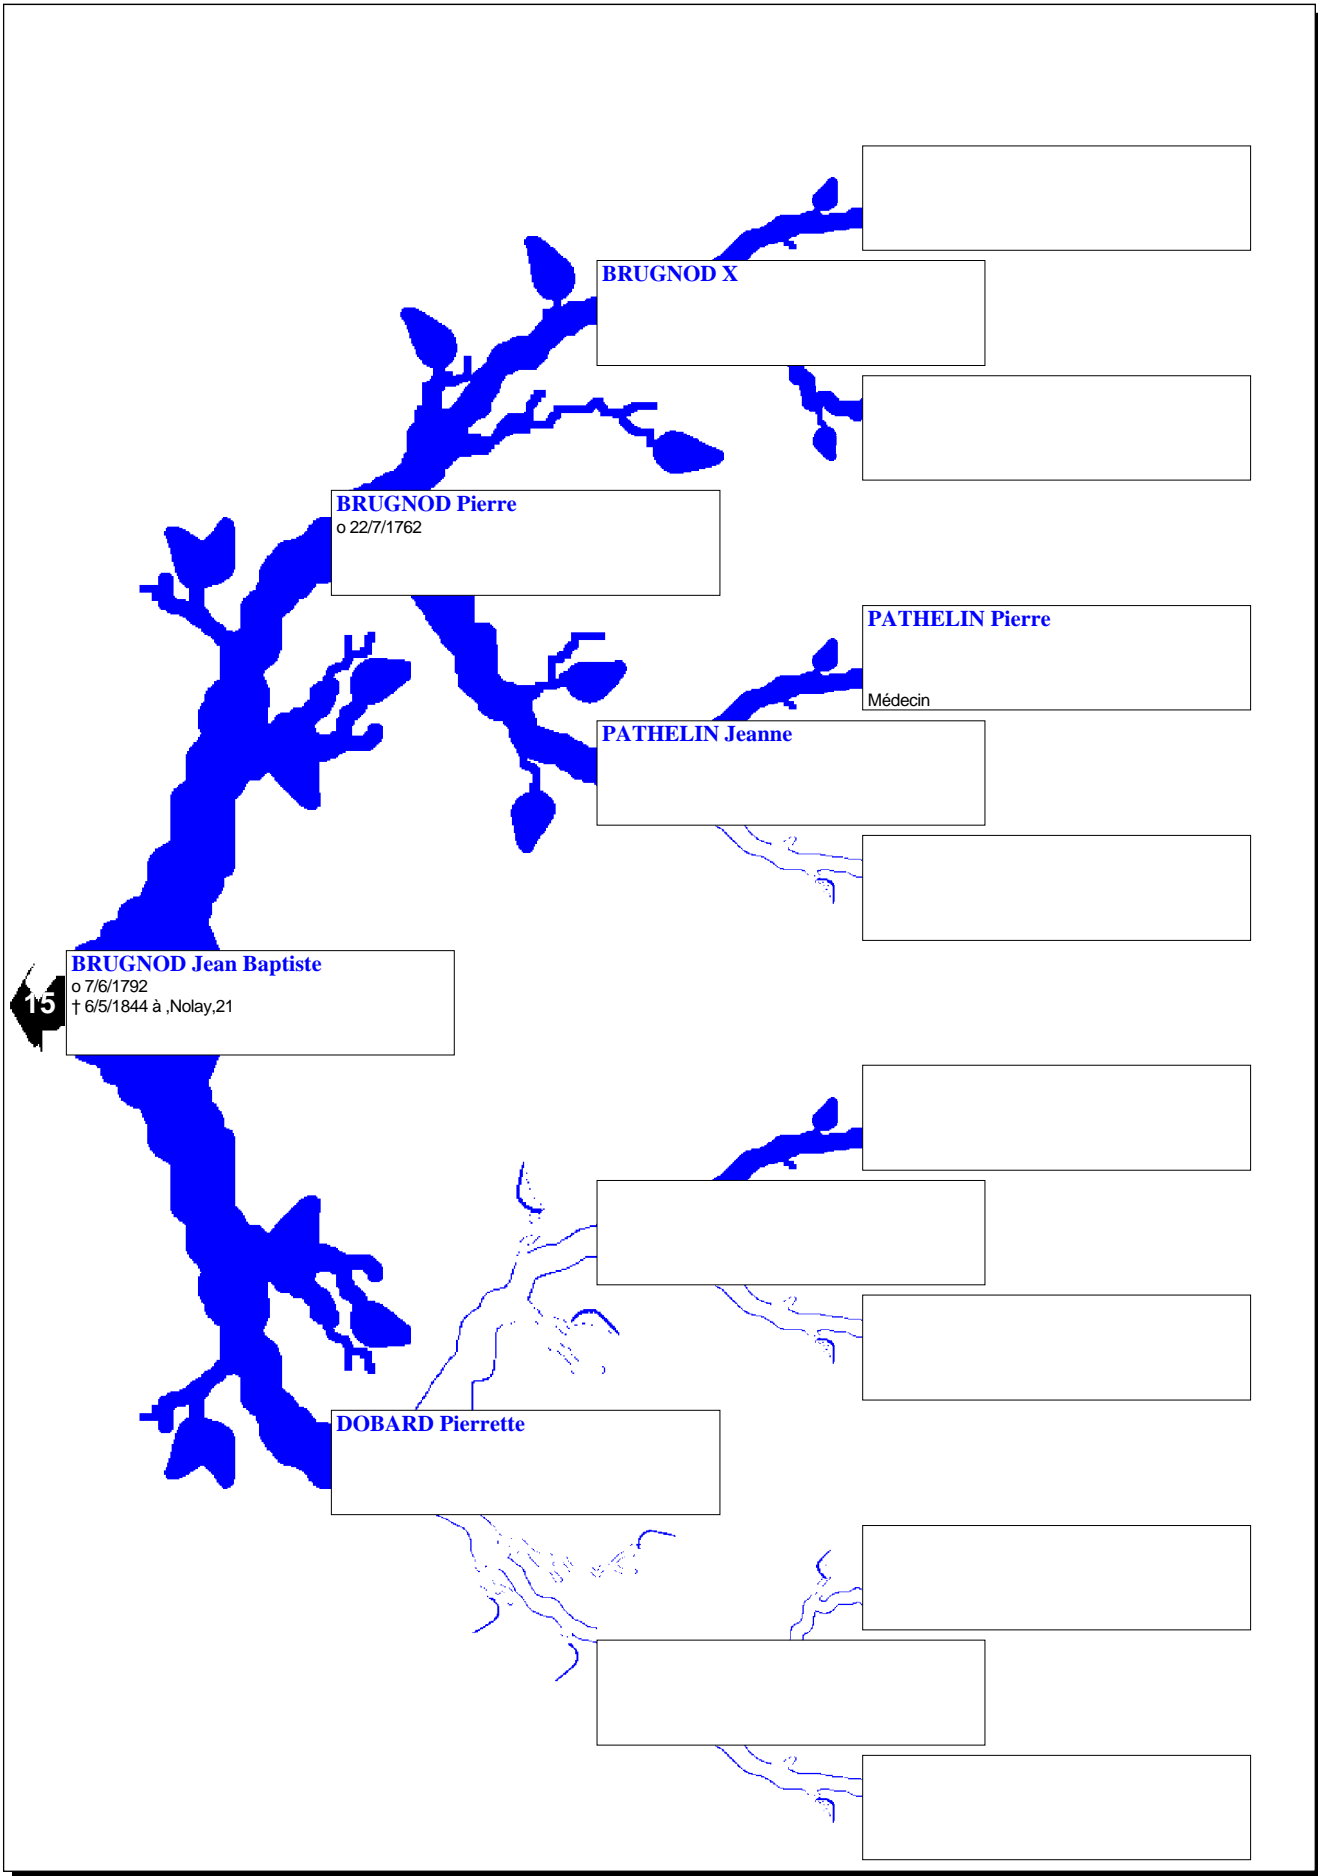 BRUGNOD X
BRUGNOD Pierre
o 22/7/1762
PATHELIN Pierre
Médecin
PATHELIN Jeanne
BRUGNOD Jean Baptiste
o 7/6/1792
† 6/5/1844 à ,Nolay,21
15
DOBARD Pierrette